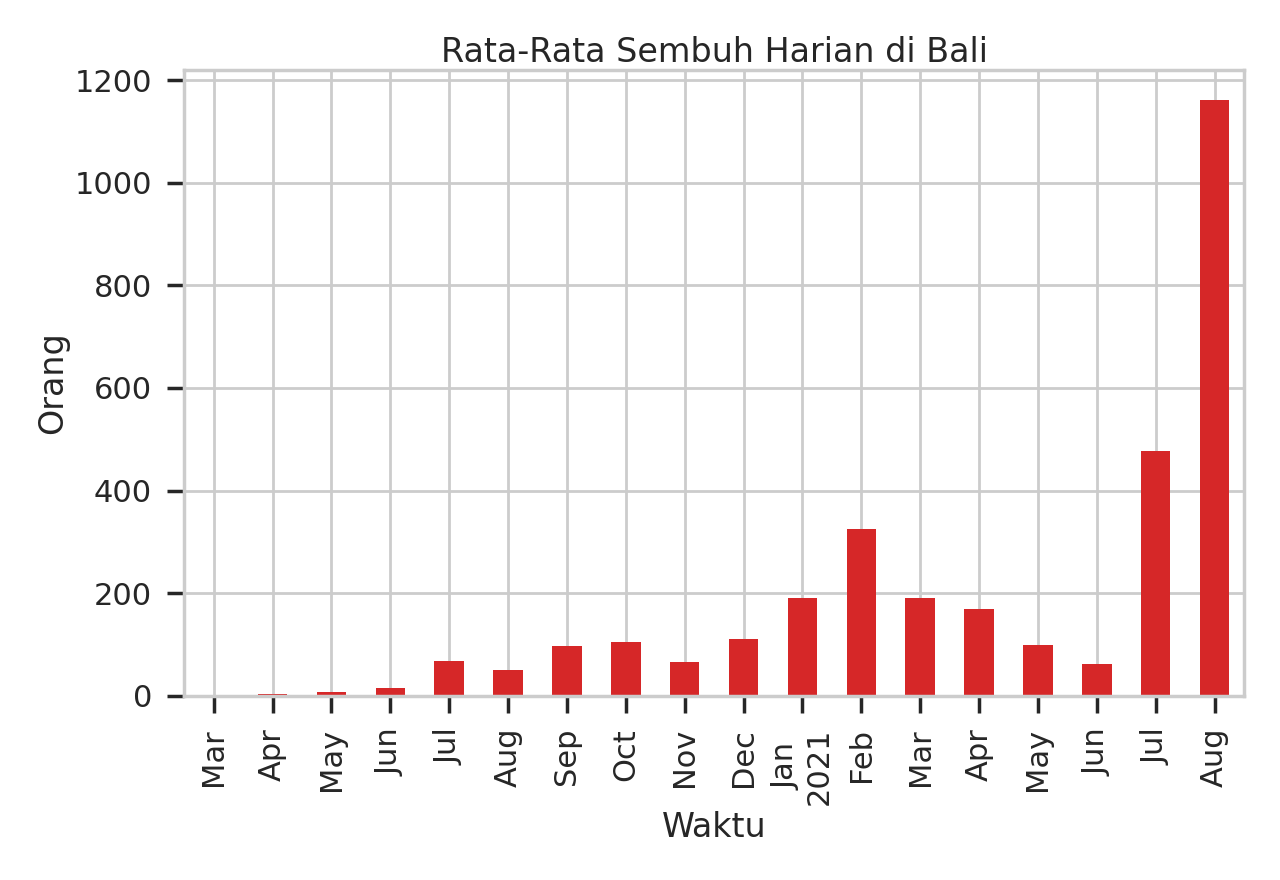 Rata-Rata Sembuh Harian di Bali
1200
1000
800
600
400
200
0
Orang
Mar
Apr
May
Jun
Jul
Aug
Sep
Oct
Nov
Dec
Jan
2021
Feb
Mar
Apr
May
Jun
Jul
Aug
Waktu